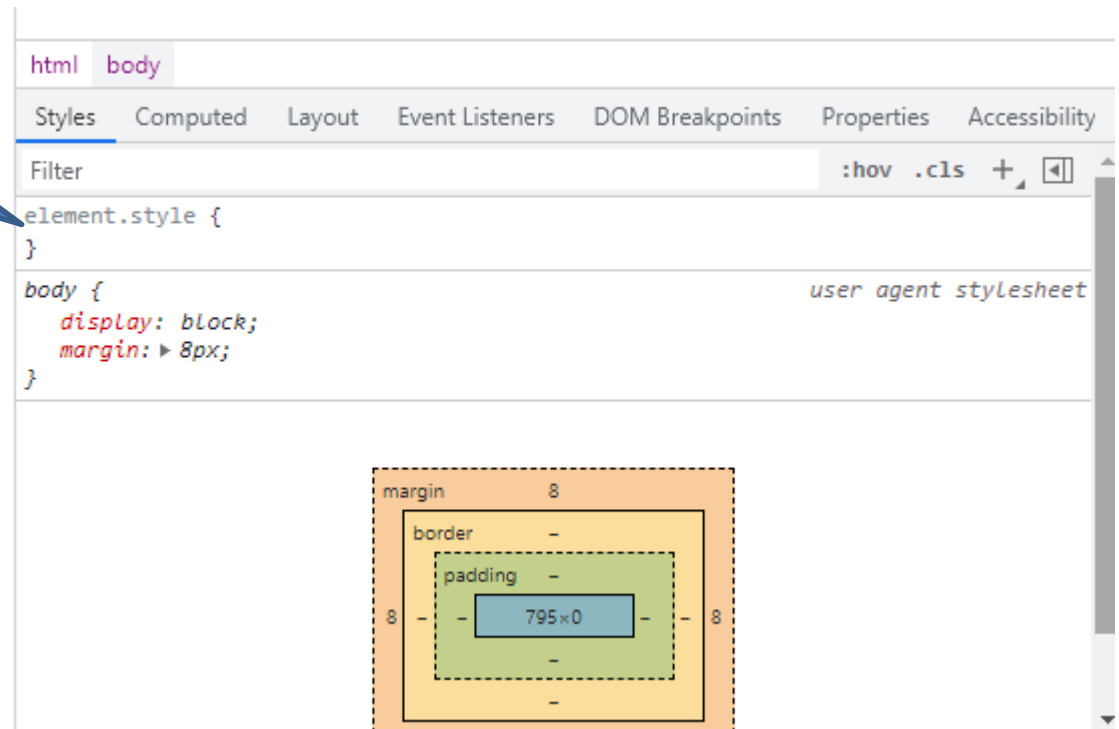 html body
Styles Computed Layout Event Listeners DOM Breakpoints Properties Accessibility
Filter :hov .cls +
element.style {
}
body { user agent stylesheet
display: block;
margin: 8px;
}
margin 8
border –
padding –
8 – – 795×0 – – 8
–
–